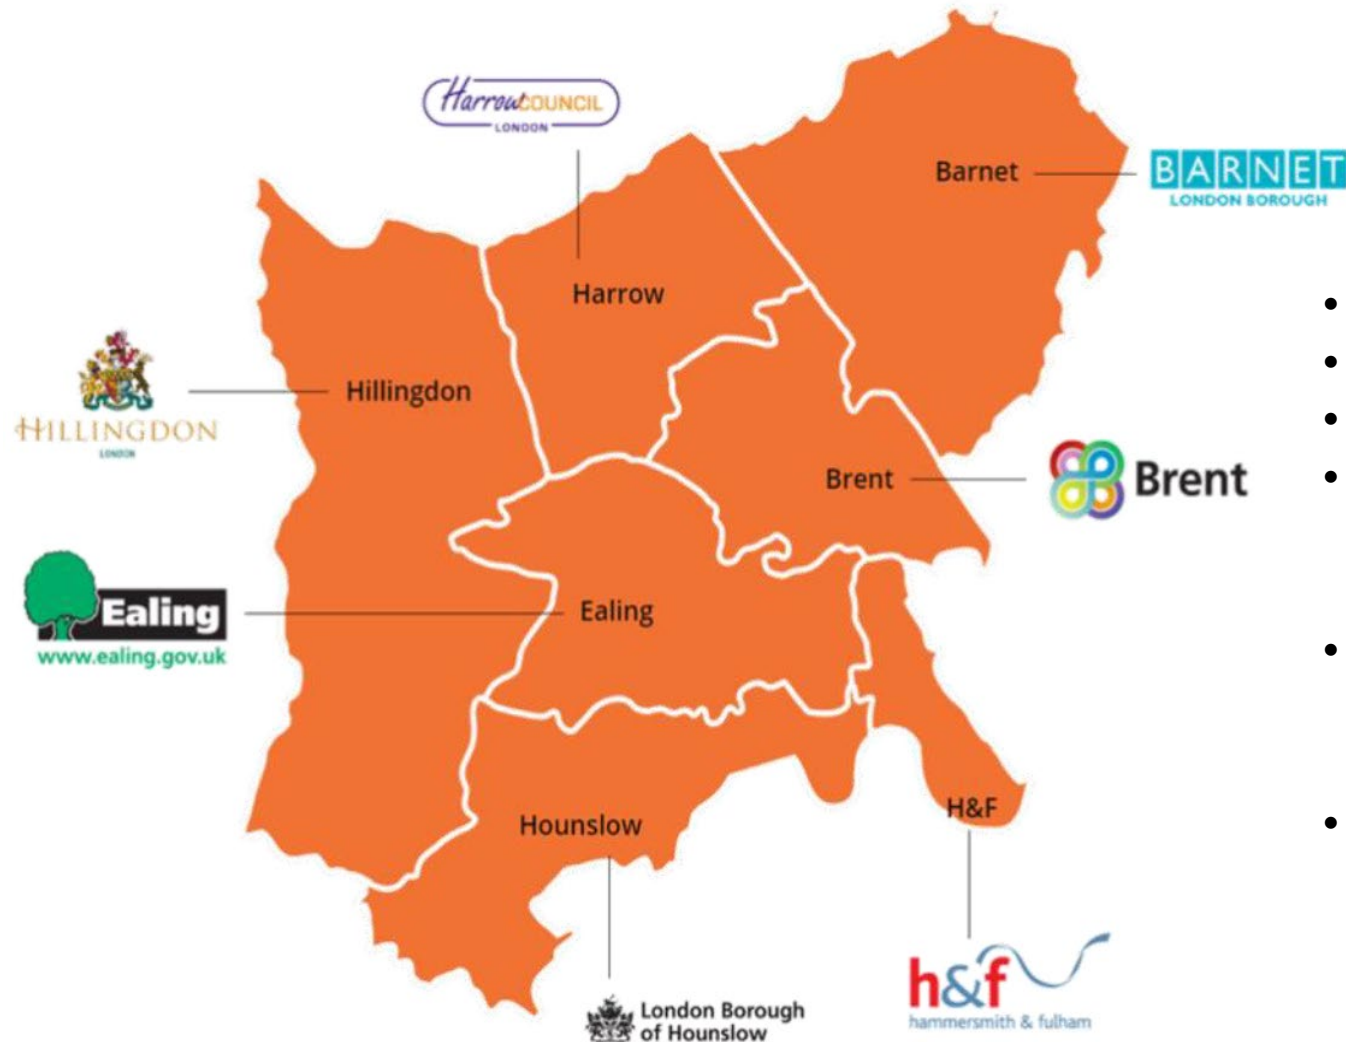 HarrowCOUNCIL
LONDON
Barnet
BARNET
LONDON BOROUGH
Harrow
Hillingdon
HILLINGDON
LONDON
Brent
Brent
Ealing
www.ealing.gov.uk
Ealing
Hounslow
H&F
London Borough
of Hounslow
h&f
hammersmith & fulham